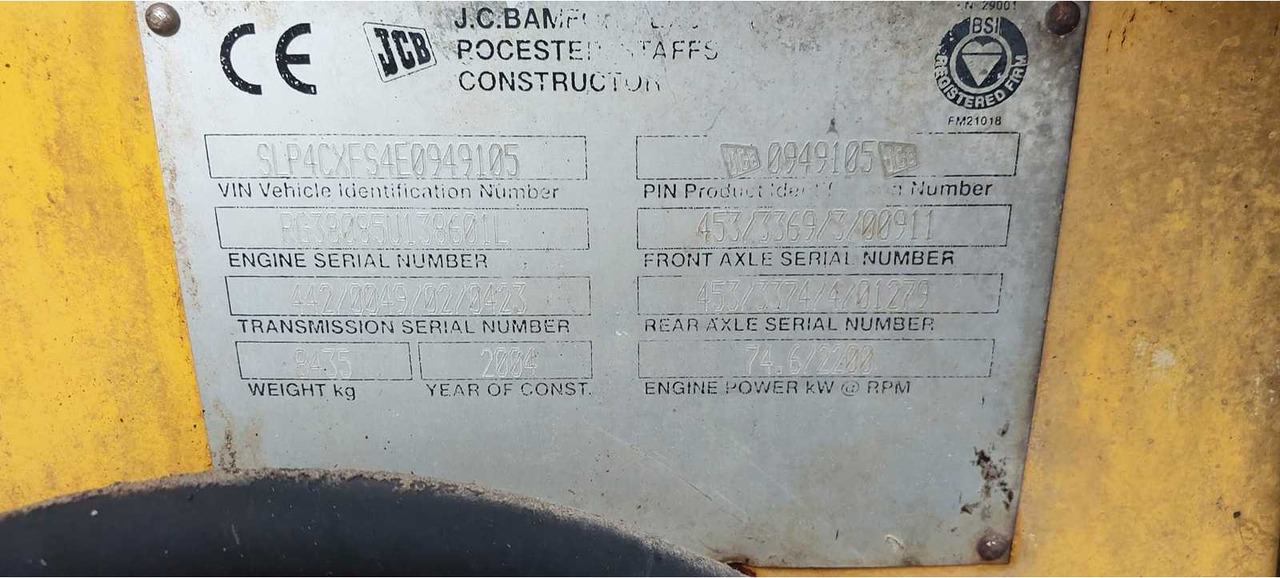 CE
JCB
J.C.BAMF
ROCESTER STAFFS
CONSTRUCTOR
N 29001
BSI
REGISTERED FIRM
FM21018
SLP4CXFS4E0949105
VIN Vehicle Identification Number
JCB 0949105 JCB
PIN Product Identification Number
RG38085U138601L
ENGINE SERIAL NUMBER
453/3369/3/00911
FRONT AXLE SERIAL NUMBER
442/0049/02/0423
TRANSMISSION SERIAL NUMBER
453/3374/4/01279
REAR AXLE SERIAL NUMBER
8435
WEIGHT kg
2004
YEAR OF CONST.
74.6/2200
ENGINE POWER kW @ RPM